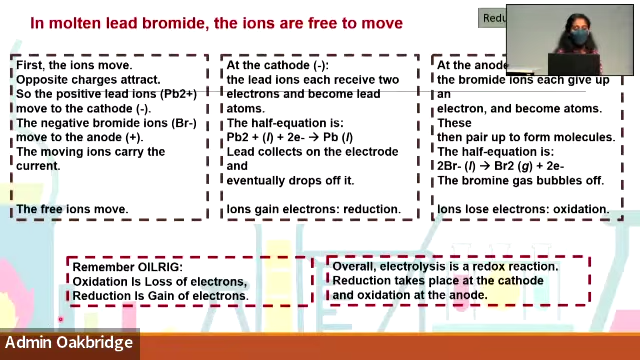 In molten lead bromide, the ions are free to move
Redu
First, the ions move.
Opposite charges attract.
So the positive lead ions (Pb2+)
move to the cathode (-).
The negative bromide ions (Br-)
move to the anode (+).
The moving ions carry the
current.
The free ions move.
At the cathode (-):
the lead ions each receive two
electrons and become lead
atoms.
The half-equation is:
Pb2 + (l) + 2e- → Pb (l)
Lead collects on the electrode
and
eventually drops off it.
Ions gain electrons: reduction.
At the anode
the bromide ions each give up
an
electron, and become atoms.
These
then pair up to form molecules.
The half-equation is:
2Br- (l) → Br2 (g) + 2e-
The bromine gas bubbles off.
Ions lose electrons: oxidation.
Remember OILRIG:
Oxidation Is Loss of electrons,
Reduction Is Gain of electrons.
Overall, electrolysis is a redox reaction.
Reduction takes place at the cathode
and oxidation at the anode.
Admin Oakbridge